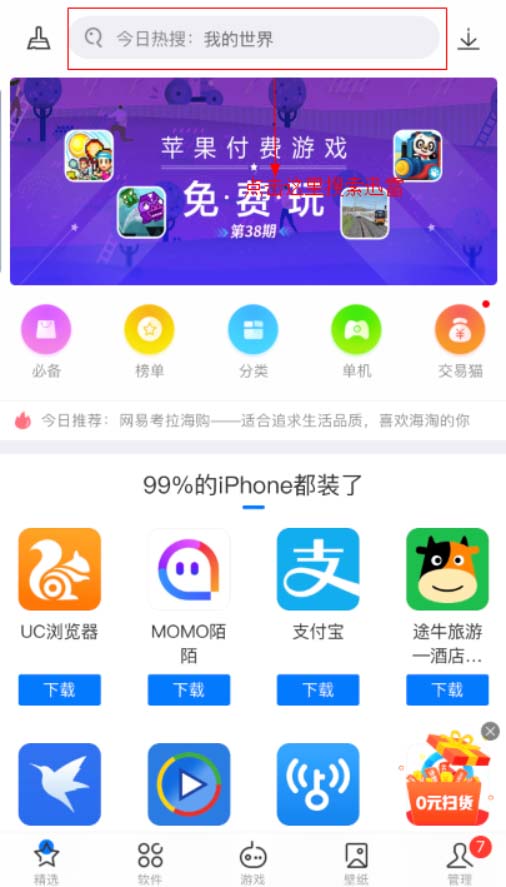 今日热搜：我的世界
苹果付费游戏
点击这里搜索迅雷
免·费玩
第38期
必备
榜单
分类
单机
交易猫
今日推荐：网易考拉海购——适合追求生活品质，喜欢海淘的你
99%的iPhone都装了
UC浏览器
MOMO陌陌
支付宝
途牛旅游
—酒店...
下载
下载
下载
下载
0元扫货
精选
软件
游戏
壁纸
管理
7